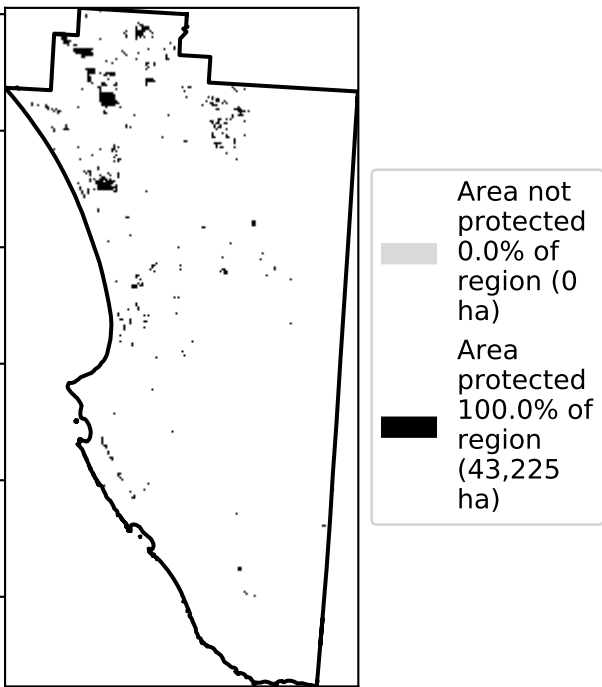 Area not
protected
0.0% of
region (0
ha)
Area
protected
100.0% of
region
(43,225
ha)